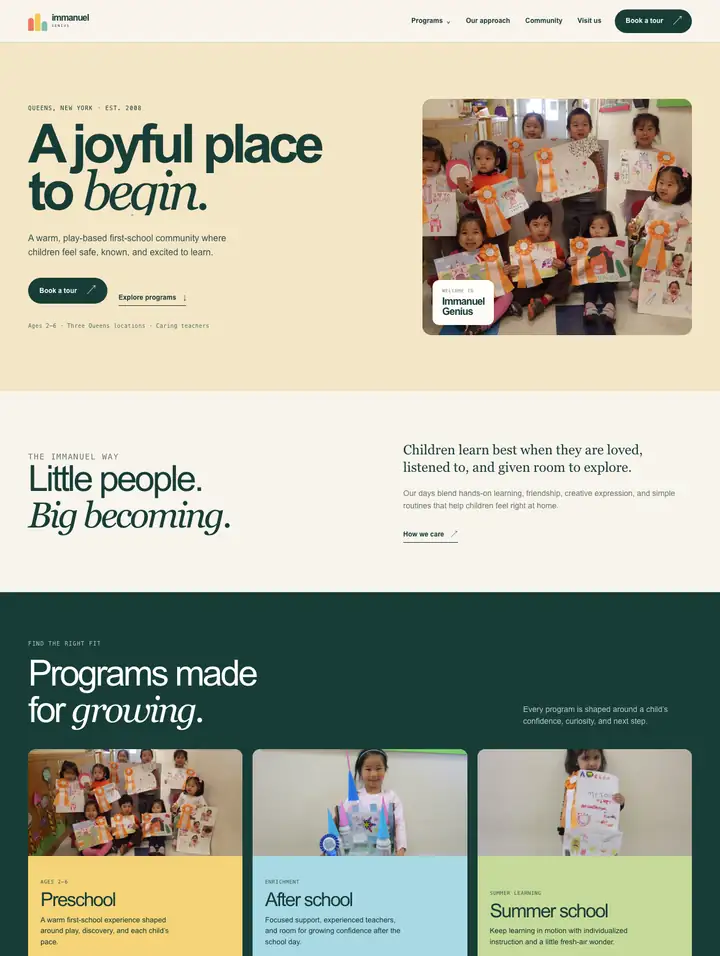 immanuel
GENIUS
Programs
Our approach
Community
Visit us
Book a tour
QUEENS, NEW YORK · EST. 2008
A joyful place
to begin.
A warm, play-based first-school community where
children feel safe, known, and excited to learn.
Book a tour
Explore programs
Ages 2–6 · Three Queens locations · Caring teachers
WELCOME TO
Immanuel
Genius
THE IMMANUEL WAY
Little people.
Big becoming.
Children learn best when they are loved,
listened to, and given room to explore.
Our days blend hands-on learning, friendship, creative expression, and simple
routines that help children feel right at home.
How we care
FIND THE RIGHT FIT
Programs made
for growing.
Every program is shaped around a child's
confidence, curiosity, and next step.
AGES 2–6
Preschool
A warm first-school experience shaped
around play, discovery, and each child's
pace.
ENRICHMENT
After school
Focused support, experienced teachers,
and room for growing confidence after the
school day.
SUMMER LEARNING
Summer school
Keep learning in motion with individualized
instruction and a little fresh-air wonder.